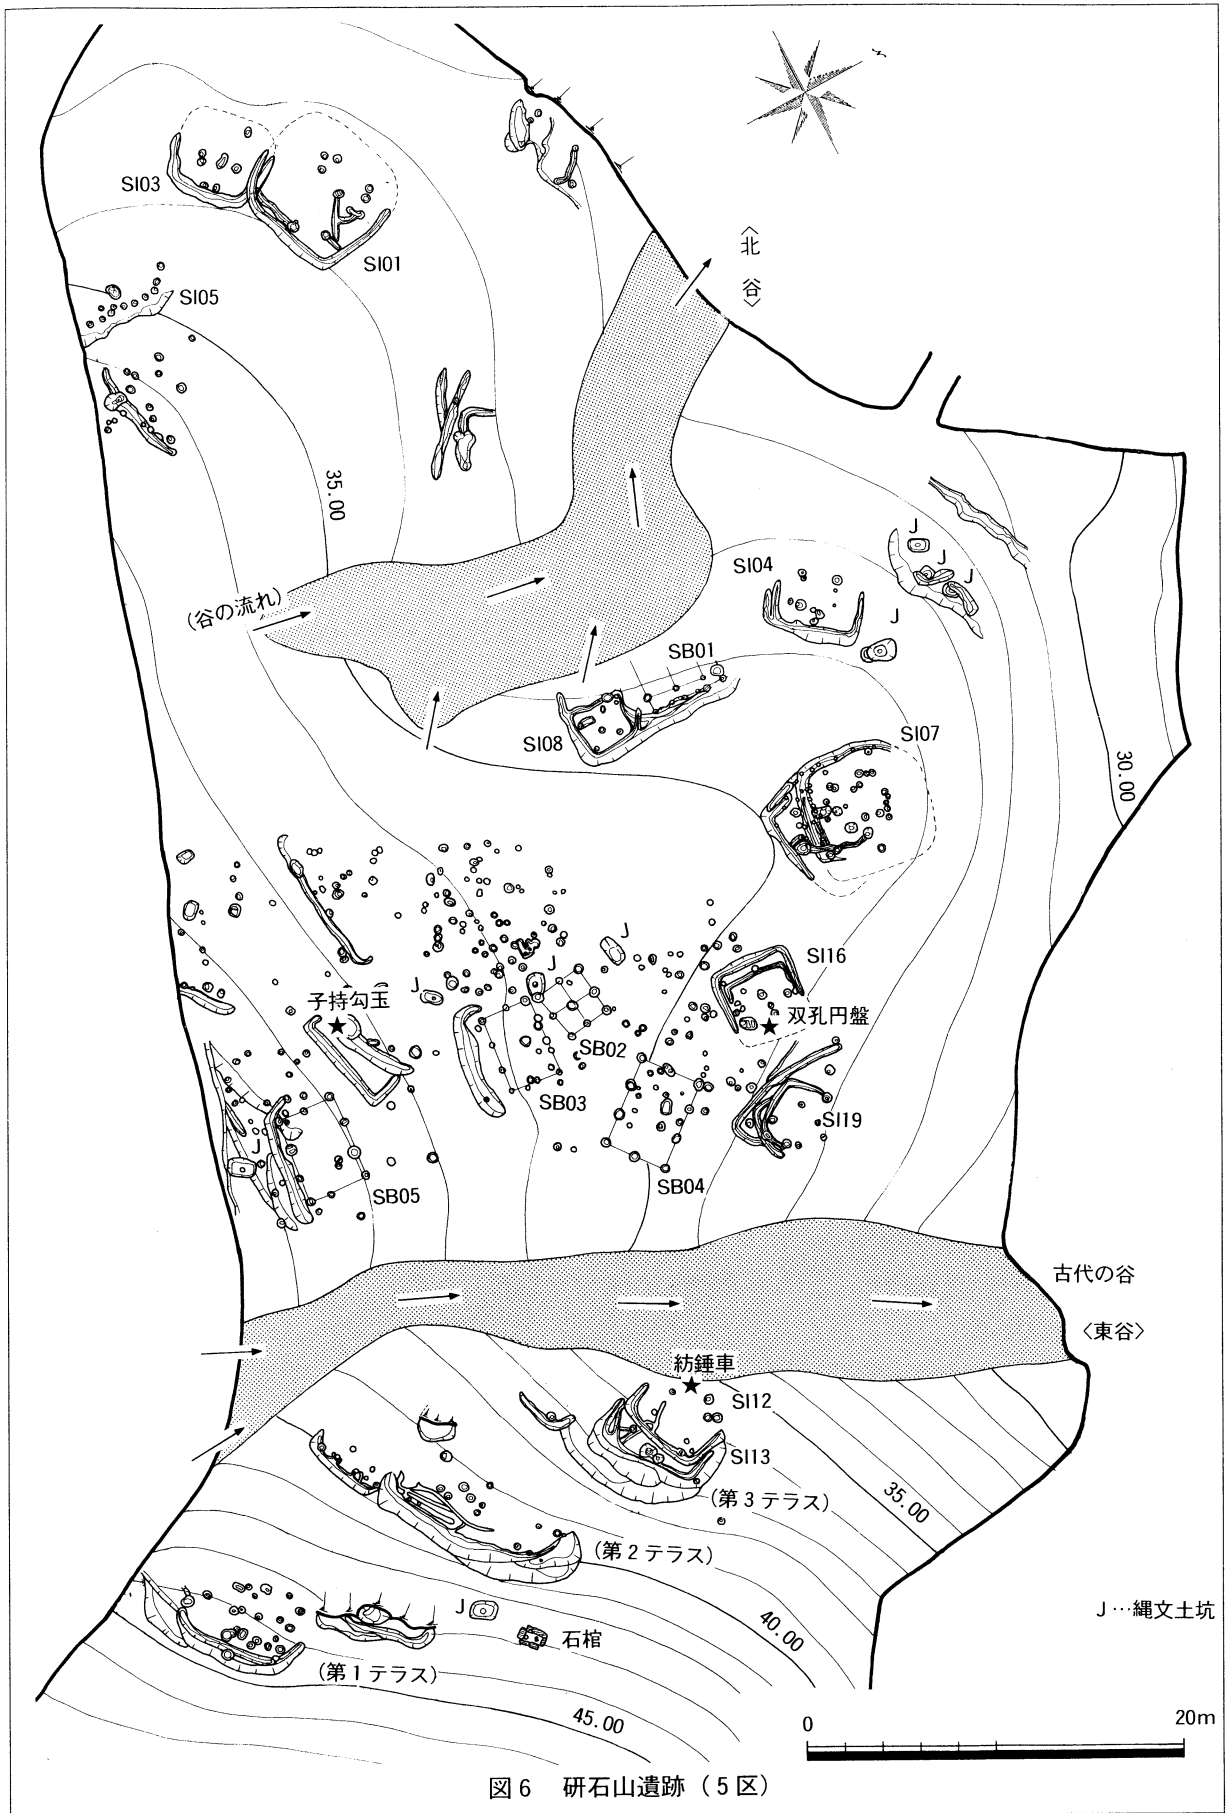 N
SI03
SI01
〈北谷〉
SI05
35.00
J
J
J
SI04
(谷の流れ)
J
SB01
SI08
SI07
30.00
J
SI16
J
J
子持勾玉
双孔円盤
SB02
SB03
SI19
J
SB04
SB05
古代の谷
〈東谷〉
紡錘車
SI12
SI13
(第3テラス)
35.00
(第2テラス)
J
40.00
J…縄文土坑
石棺
(第1テラス)
45.00
0 20m
図6 研石山遺跡(5区)